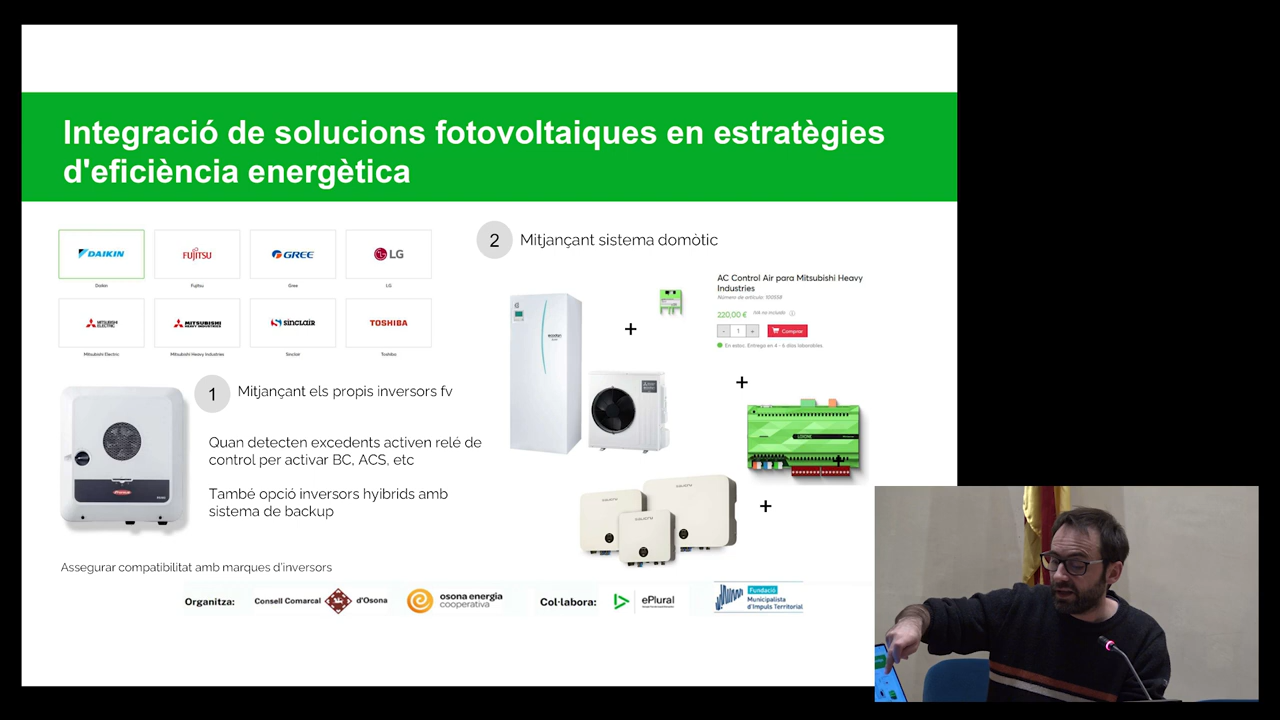 Integració de solucions fotovoltaiques en estratègies
d'eficiència energètica
DAIKIN
FUJITSU
GREE
LG
Daikin
Fujitsu
Gree
LG
MITSUBISHI ELECTRIC
MITSUBISHI HEAVY INDUSTRIES
SINCLAIR
TOSHIBA
Mitsubishi Electric
Mitsubishi Heavy Industries
Sinclair
Toshiba
1
Mitjançant els propis inversors fv
Quan detecten excedents activen relé de
control per activar BC, ACS, etc
També opció inversors hyibrids amb
sistema de backup
Assegurar compatibilitat amb marques d'inversors
2
Mitjançant sistema domòtic
+
AC Control Air para Mitsubishi Heavy
Industries
Número de artículo: 100558
220,00 €
IVA no incluido
- 1 +
Comprar
En estoc. Entrega en 4 - 6 días laborables.
+
LOXONE
+
Organitza:
Consell Comarcal
d'Osona
osona energia
cooperativa
Col·labora:
ePlural
Fundació
Municipalista
d'Impuls Territorial